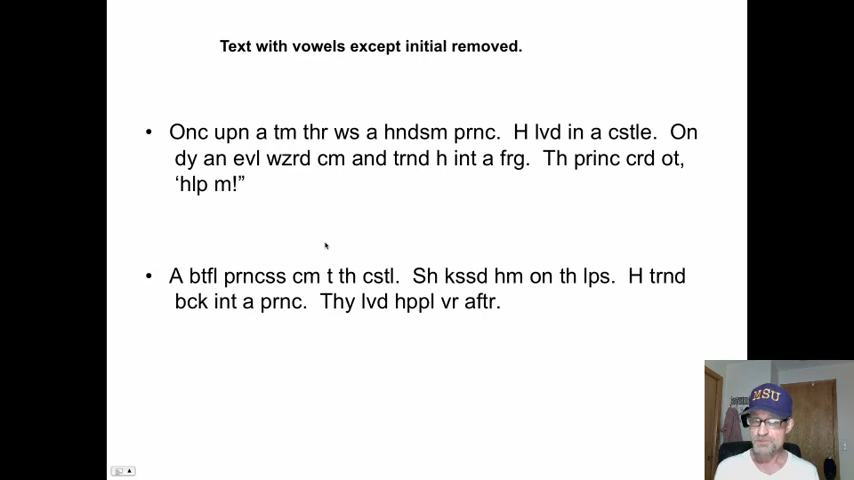 Text with vowels except initial removed.
• Onc upn a tm thr ws a hndsm prnc. H lvd in a cstle. On
dy an evl wzrd cm and trnd h int a frg. Th princ crd ot,
‘hlp m!”
• A btfl prncss cm t th cstl. Sh kssd hm on th lps. H trnd
bck int a prnc. Thy lvd hppl vr aftr.
MSU